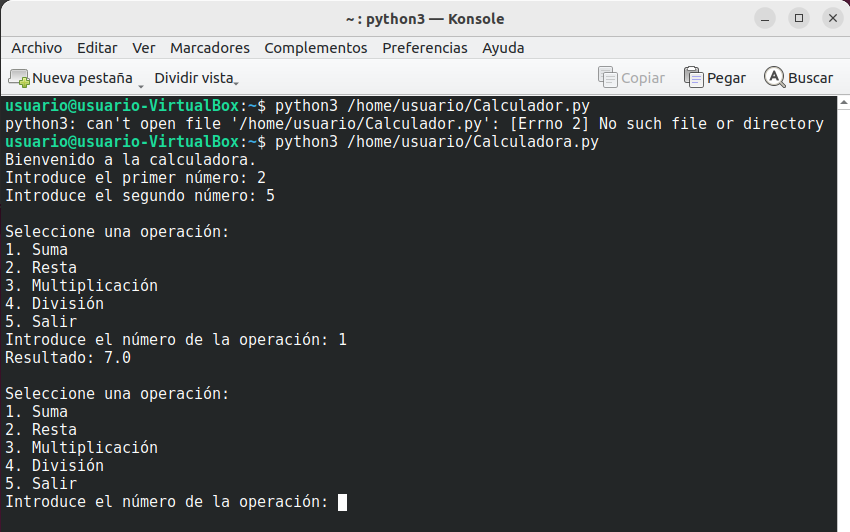 ~ : python3 — Konsole
Archivo Editar Ver Marcadores Complementos Preferencias Ayuda
Nueva pestaña Dividir vista Copiar Pegar Buscar
usuario@usuario-VirtualBox:~$ python3 /home/usuario/Calculador.py
python3: can't open file '/home/usuario/Calculador.py': [Errno 2] No such file or directory
usuario@usuario-VirtualBox:~$ python3 /home/usuario/Calculadora.py
Bienvenido a la calculadora.
Introduce el primer número: 2
Introduce el segundo número: 5
Seleccione una operación:
1. Suma
2. Resta
3. Multiplicación
4. División
5. Salir
Introduce el número de la operación: 1
Resultado: 7.0
Seleccione una operación:
1. Suma
2. Resta
3. Multiplicación
4. División
5. Salir
Introduce el número de la operación: